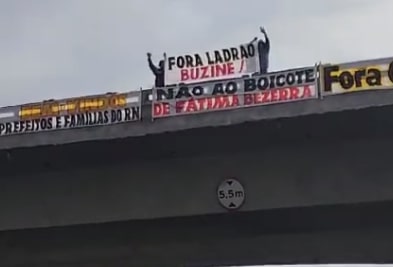 FORA LADRÃO
BUZINE!
NÃO AO BOICOTE
DE FÁTIMA BEZERRA
PREFEITOS E FAMÍLIAS DO RN
Fora
5,5m